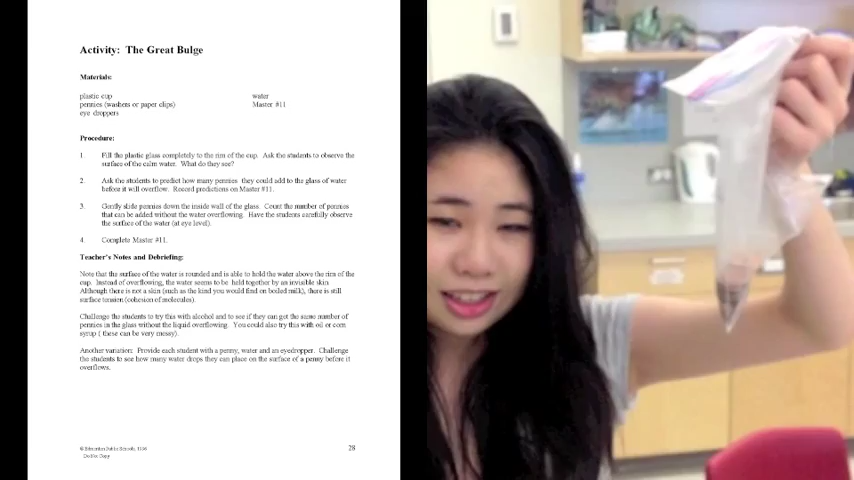 Activity: The Great Bulge
Materials:
plastic cup water
pennies (washers or paper clips) Master #11
eye droppers
Procedure:
1. Fill the plastic glass completely to the rim of the cup. Ask the students to observe the
surface of the calm water. What do they see?
2. Ask the students to predict how many pennies they could add to the glass of water
before it will overflow. Record predictions on Master #11.
3. Gently slide pennies down the inside wall of the glass. Count the number of pennies
that can be added without the water overflowing. Have the students carefully observe
the surface of the water (at eye level).
4. Complete Master #11.
Teacher's Notes and Debriefing:
Note that the surface of the water is rounded and is able to hold the water above the rim of the
cup. Instead of overflowing, the water seems to be held together by an invisible skin.
Although there is not a skin (such as the kind you would find on boiled milk), there is still
surface tension (cohesion of molecules).
Challenge the students to try this with alcohol and to see if they can get the same number of
pennies in the glass without the liquid overflowing. You could also try this with oil or corn
syrup ( these can be very messy).
Another variation: Provide each student with a penny, water and an eyedropper. Challenge
the students to see how many water drops they can place on the surface of a penny before it
overflows.
© Edmonton Public Schools, 28
Do Not Copy